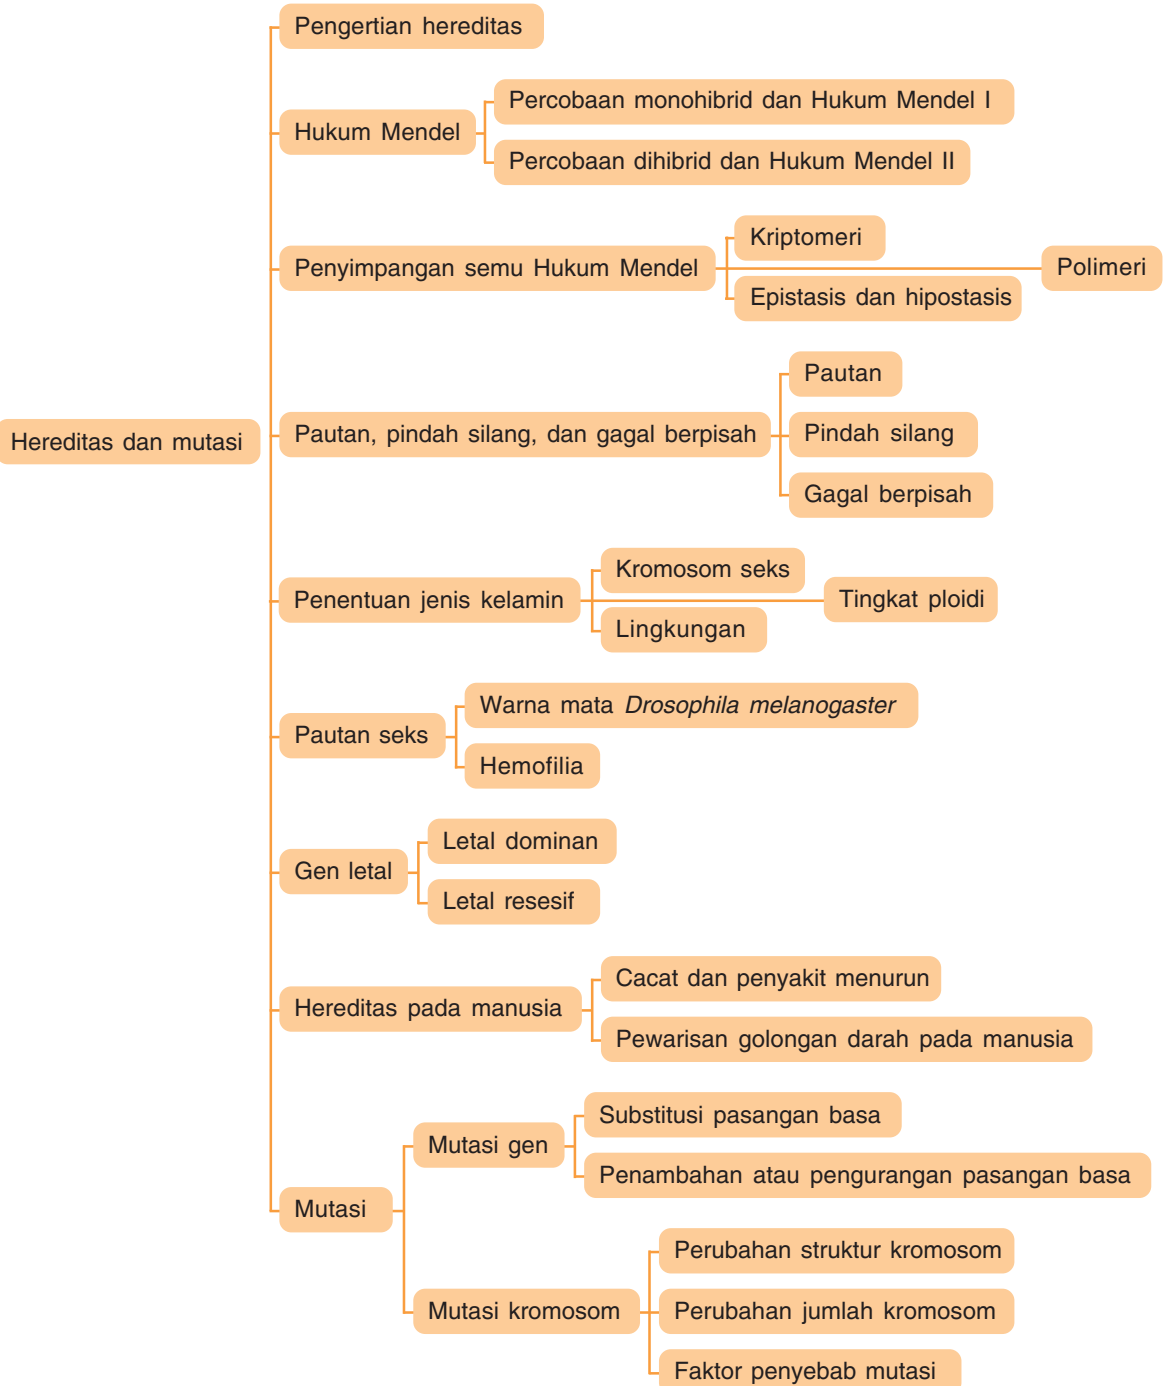 Pengertian hereditas
Percobaan monohibrid dan Hukum Mendel I
Hukum Mendel
Percobaan dihibrid dan Hukum Mendel II
Kriptomeri
Penyimpangan semu Hukum Mendel
Polimeri
Epistasis dan hipostasis
Pautan
Hereditas dan mutasi
Pautan, pindah silang, dan gagal berpisah
Pindah silang
Gagal berpisah
Kromosom seks
Penentuan jenis kelamin
Tingkat ploidi
Lingkungan
Warna mata Drosophila melanogaster
Pautan seks
Hemofilia
Letal dominan
Gen letal
Letal resesif
Cacat dan penyakit menurun
Hereditas pada manusia
Pewarisan golongan darah pada manusia
Substitusi pasangan basa
Mutasi gen
Penambahan atau pengurangan pasangan basa
Mutasi
Perubahan struktur kromosom
Mutasi kromosom
Perubahan jumlah kromosom
Faktor penyebab mutasi